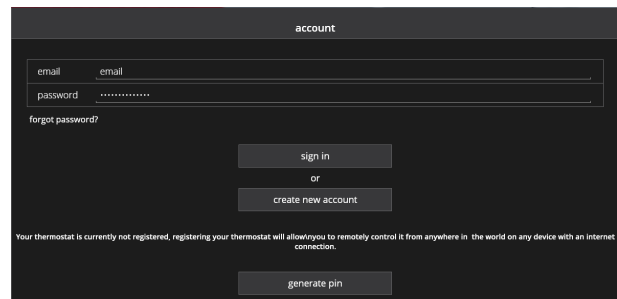 account
email email
password ··············
forgot password?
sign in
or
create new account
Your thermostat is currently not registered, registering your thermostat will allow\nyou to remotely control it from anywhere in the world on any device with an internet
connection.
generate pin